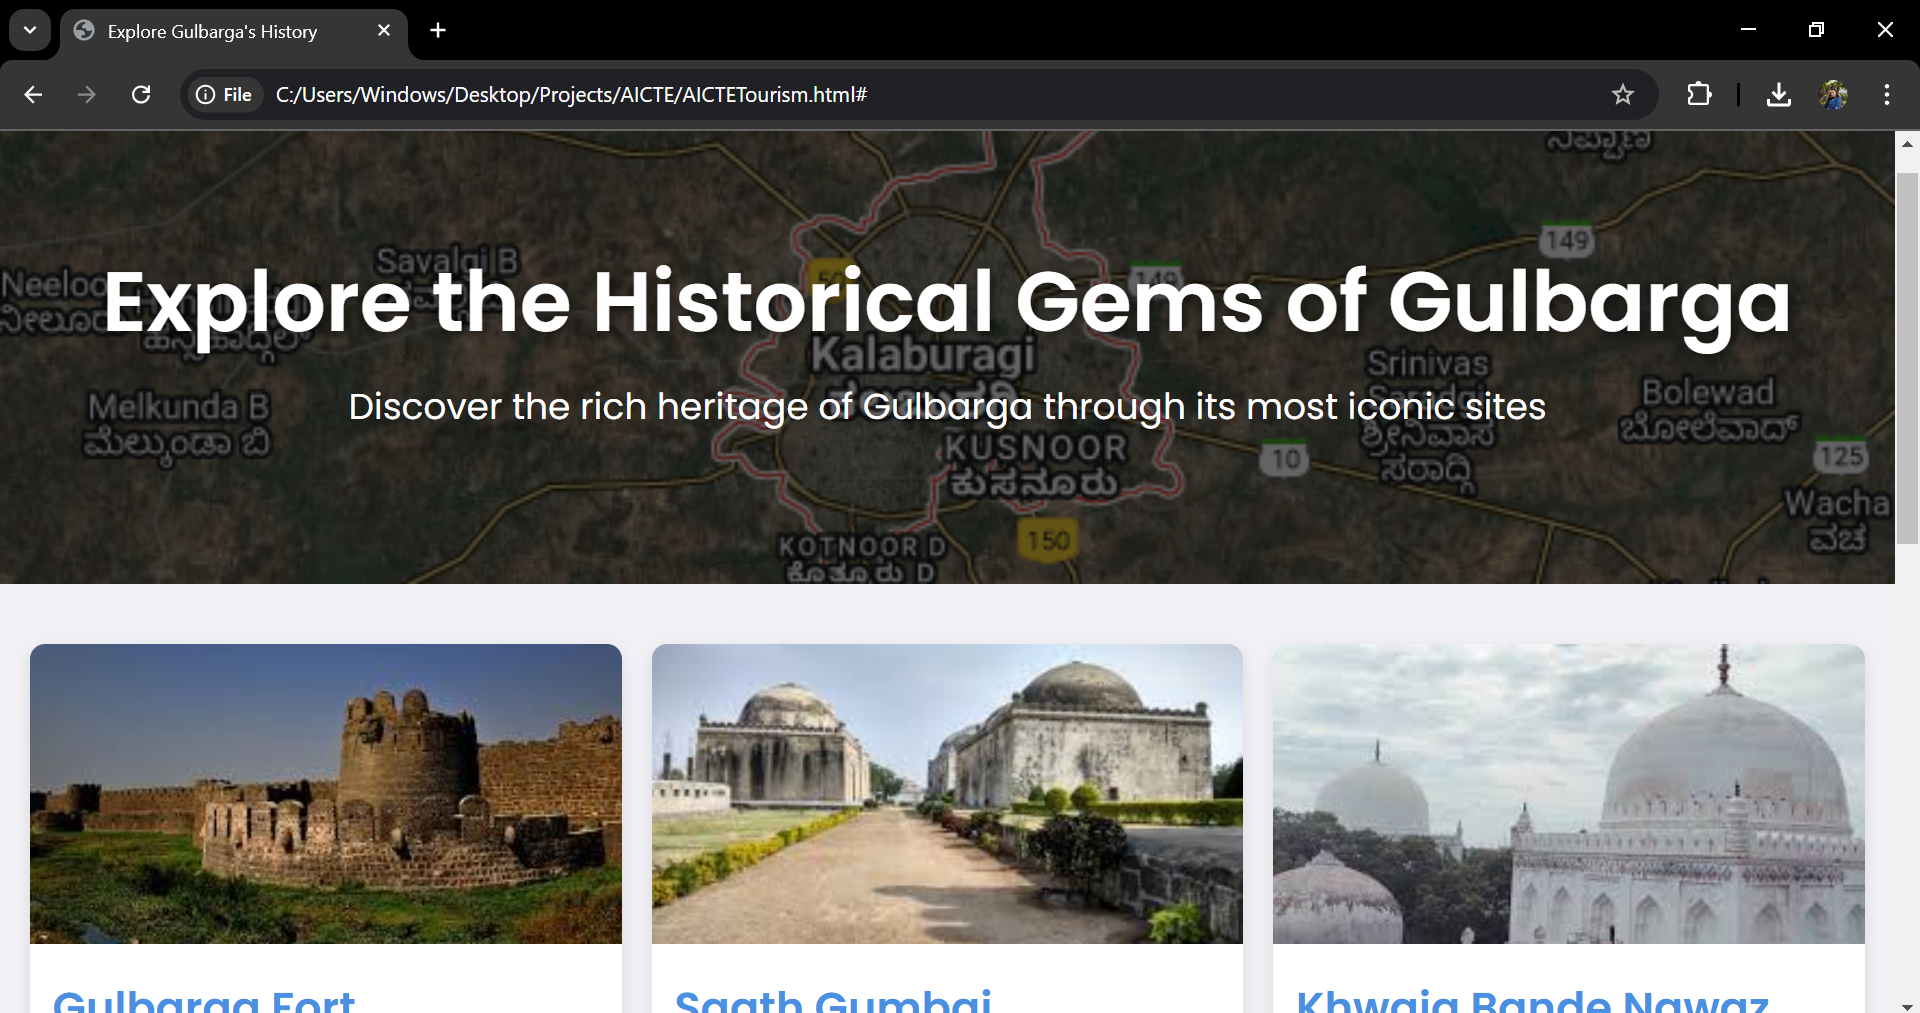 Explore Gulbarga's History
File
C:/Users/Windows/Desktop/Projects/AICTE/AICTETourism.html#
ನಿಪ್ಪಾಣಿ
149
Savalgi B
149
Explore the Historical Gems of Gulbarga
Kalaburagi
Srinivas
Melkunda B
ಮೆಲ್ಕುಂಡಾ ಬಿ
Bolewad
ಬೋಲೆವಾದ್
Discover the rich heritage of Gulbarga through its most iconic sites
KUSNOOR
ಕುಸನೂರು
ಶ್ರೀನಿವಾಸ
ಸರಾದ್ಗಿ
10
125
Wacha
ವಚ
150
KOTNOOR D
ಕೊತ್ನೂರು D
Gulbarga Fort
Saath Gumbaj
Khwaja Bande Nawaz